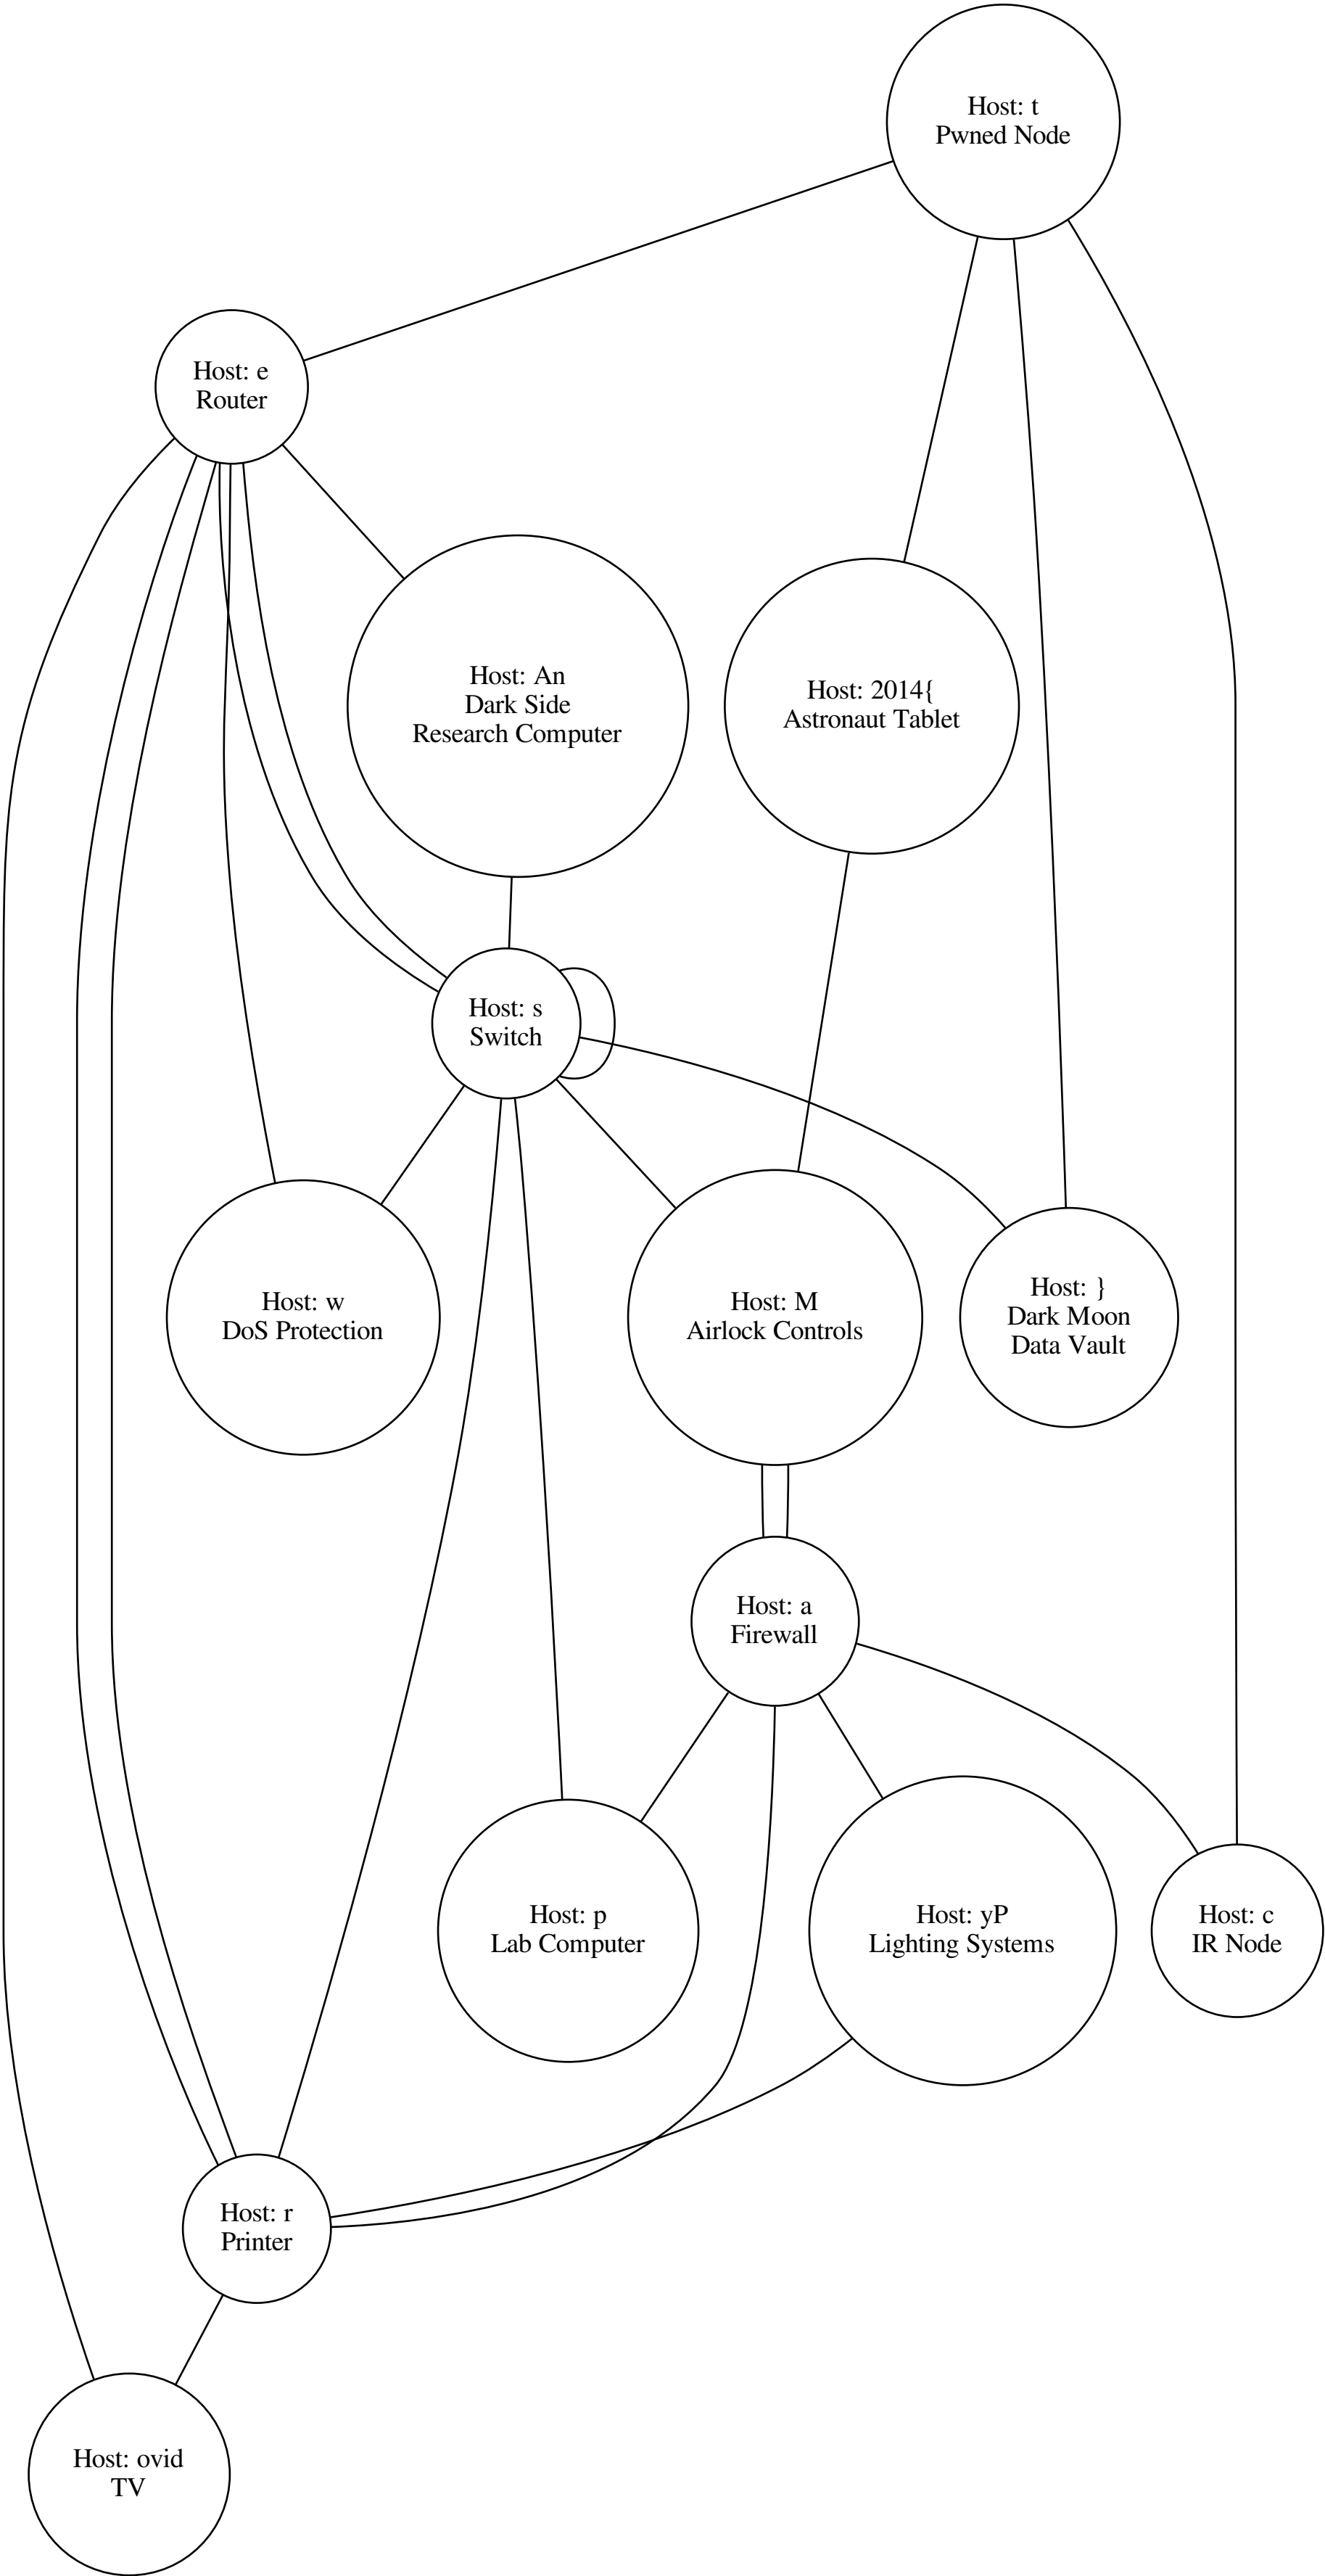 Host: t
Pwned Node
Host: e
Router
Host: An
Dark Side
Research Computer
Host: 2014{
Astronaut Tablet
Host: s
Switch
Host: w
DoS Protection
Host: M
Airlock Controls
Host: }
Dark Moon
Data Vault
Host: a
Firewall
Host: p
Lab Computer
Host: yP
Lighting Systems
Host: c
IR Node
Host: r
Printer
Host: ovid
TV